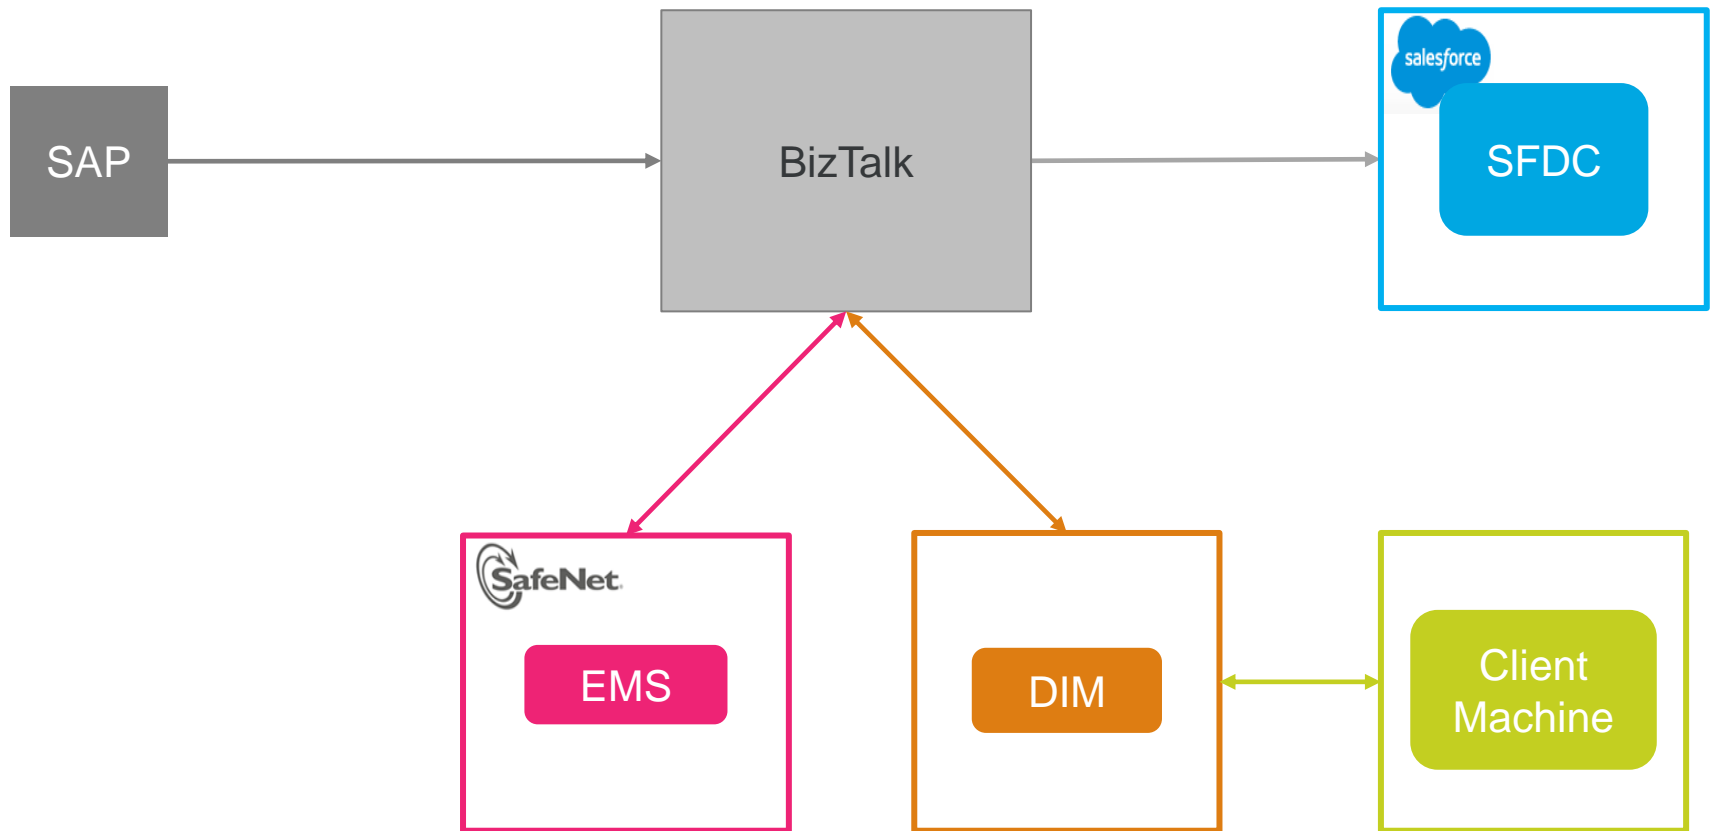 salesforce
SAP
BizTalk
SFDC
SafeNet
EMS
DIM
Client
Machine